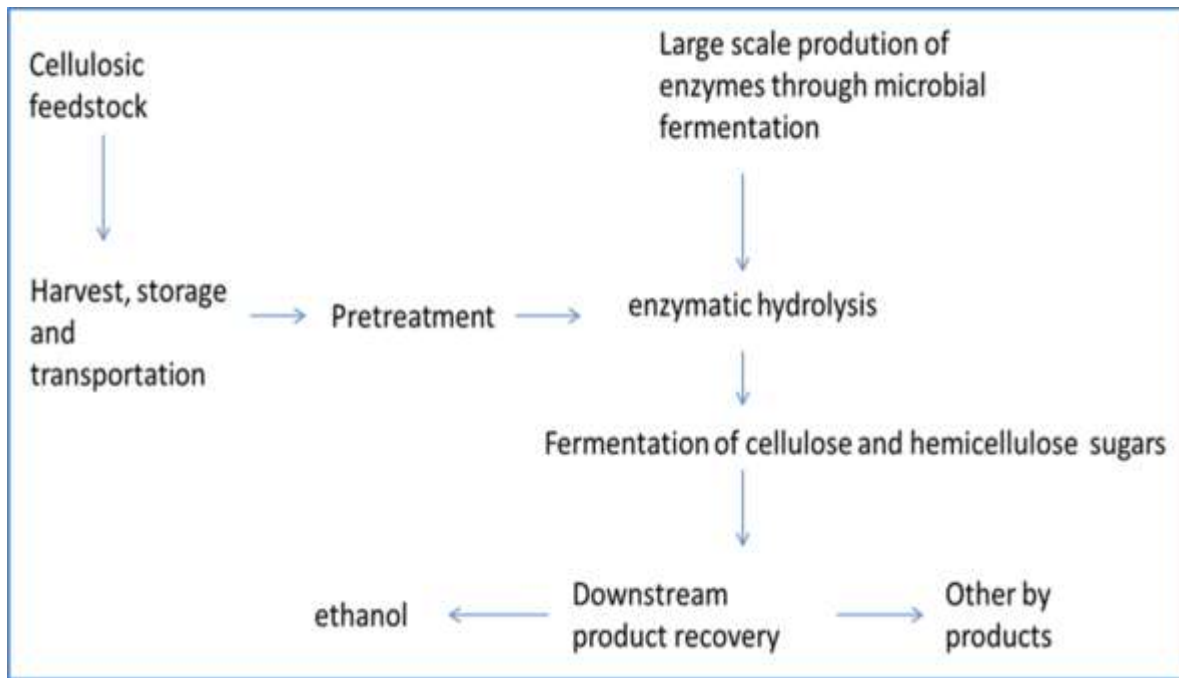 Cellulosic
feedstock
Large scale prodution of
enzymes through microbial
fermentation
Harvest, storage
and
transportation
Pretreatment
enzymatic hydrolysis
Fermentation of cellulose and hemicellulose sugars
ethanol
Downstream
product recovery
Other by
products